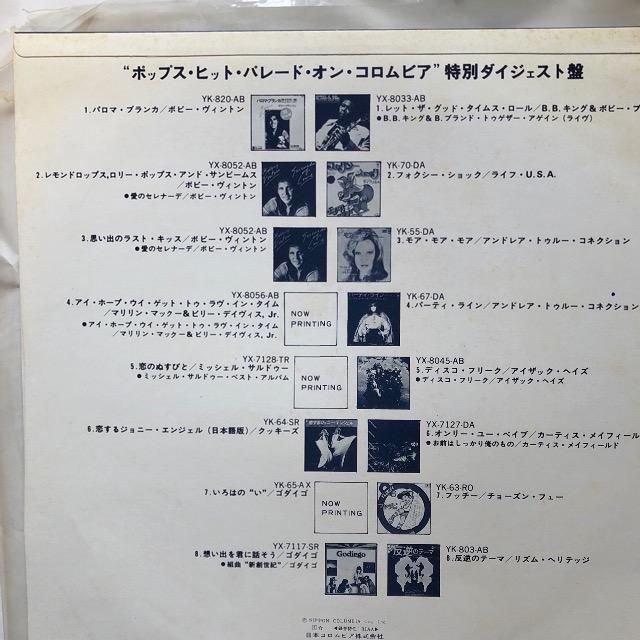 “ポップス・ヒット・パレード・オン・コロムビア”特別ダイジェスト盤
YK-820-AB
1. パロマ・ブランカ/ボビー・ヴィントン
YX-8052-AB
2. レモンドロップス,ロリー・ポップス・アンド・サンビームス
/ボビー・ヴィントン
●愛のセレナーデ/ボビー・ヴィントン
YX-8052-AB
3. 思い出のラスト・キッス/ボビー・ヴィントン
●愛のセレナーデ/ボビー・ヴィントン
YX-8056-AB
4. アイ・ホープ・ウイ・ゲット・トゥ・ラヴ・イン・タイム
/マリリン・マックー&ビリー・デイヴィス, Jr.
●アイ・ホープ・ウイ・ゲット・トゥ・ラヴ・イン・タイム
/マリリン・マックー&ビリー・デイヴィス, Jr.
NOW
PRINTING
YX-7128-TR
5. 恋のぬすびと/ミッシェル・サルドゥー
●ミッシェル・サルドゥー・ベスト・アルバム
NOW
PRINTING
YK-64-SR
6. 恋するジョニー・エンジェル(日本語版)/クッキーズ
YK-65-AX
7. いろはの“い”/ゴダイゴ
NOW
PRINTING
YX-7117-SR
8. 想い出を君に話そう/ゴダイゴ
●組曲“新創世紀”/ゴダイゴ
Godiego
YX-8033-AB
1. レット・ザ・グッド・タイムス・ロール/B.B.キング&ボビー・ブ
●B.B.キング&B.ブランド・トゥゲザー・アゲイン(ライヴ)
YK-70-DA
2. フォクシー・ショック/ライフ・U.S.A.
YK-55-DA
3. モア・モア・モア/アンドレア・トゥルー・コネクション
YK-67-DA
4. パーティ・ライン/アンドレア・トゥルー・コネクション
YX-8045-AB
5. ディスコ・フリーク/アイザック・ヘイズ
●ディスコ・フリーク/アイザック・ヘイズ
YX-7127-DA
6. オンリー・ユー・ベイブ/カーティス・メイフィール
●お前はしっかり俺のもの/カーティス・メイフィールド
YK-63-RO
7. フッチー/チョーズン・フュー
YK-803-AB
8. 反逆のテーマ/リズム・ヘリテッジ
反逆のテーマ
Ⓟ NIPPON COLUMBIA
日本コロムビア株式会社